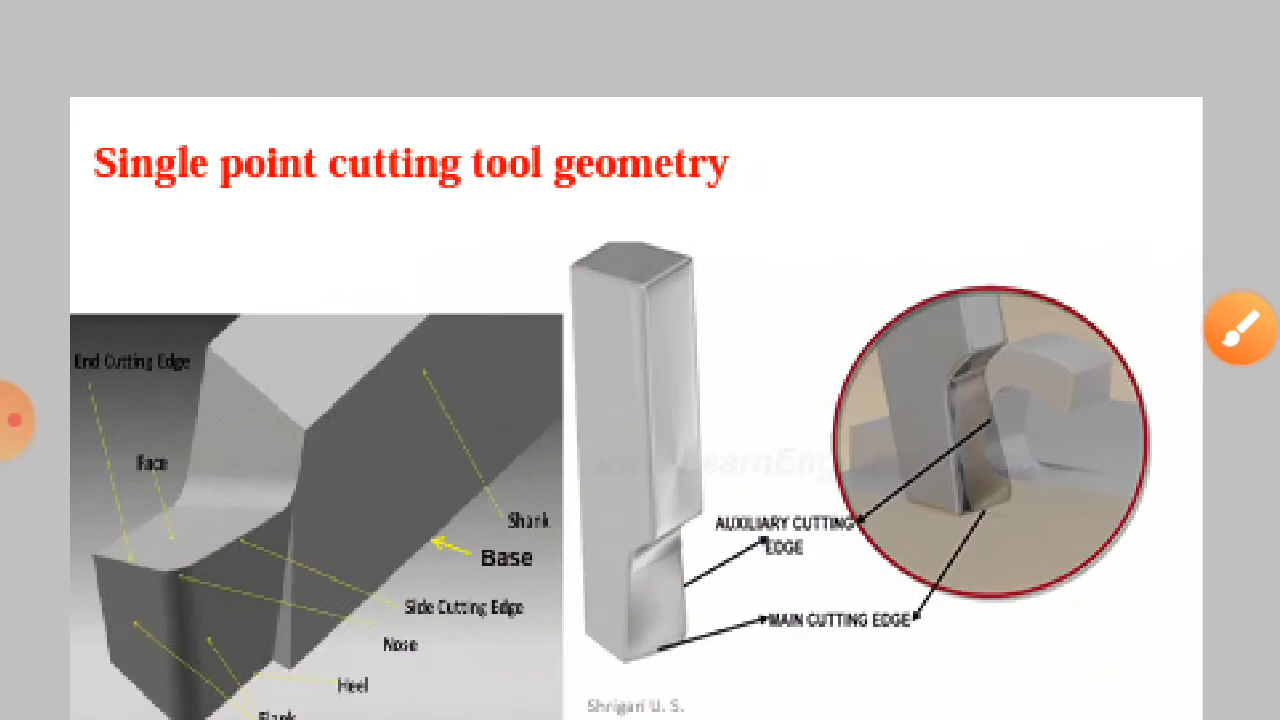 Single point cutting tool geometry
End Cutting Edge
Face
Shank
Base
Side Cutting Edge
Nose
Heel
Flank
AUXILIARY CUTTING
EDGE
MAIN CUTTING EDGE
Shrigari U. S.